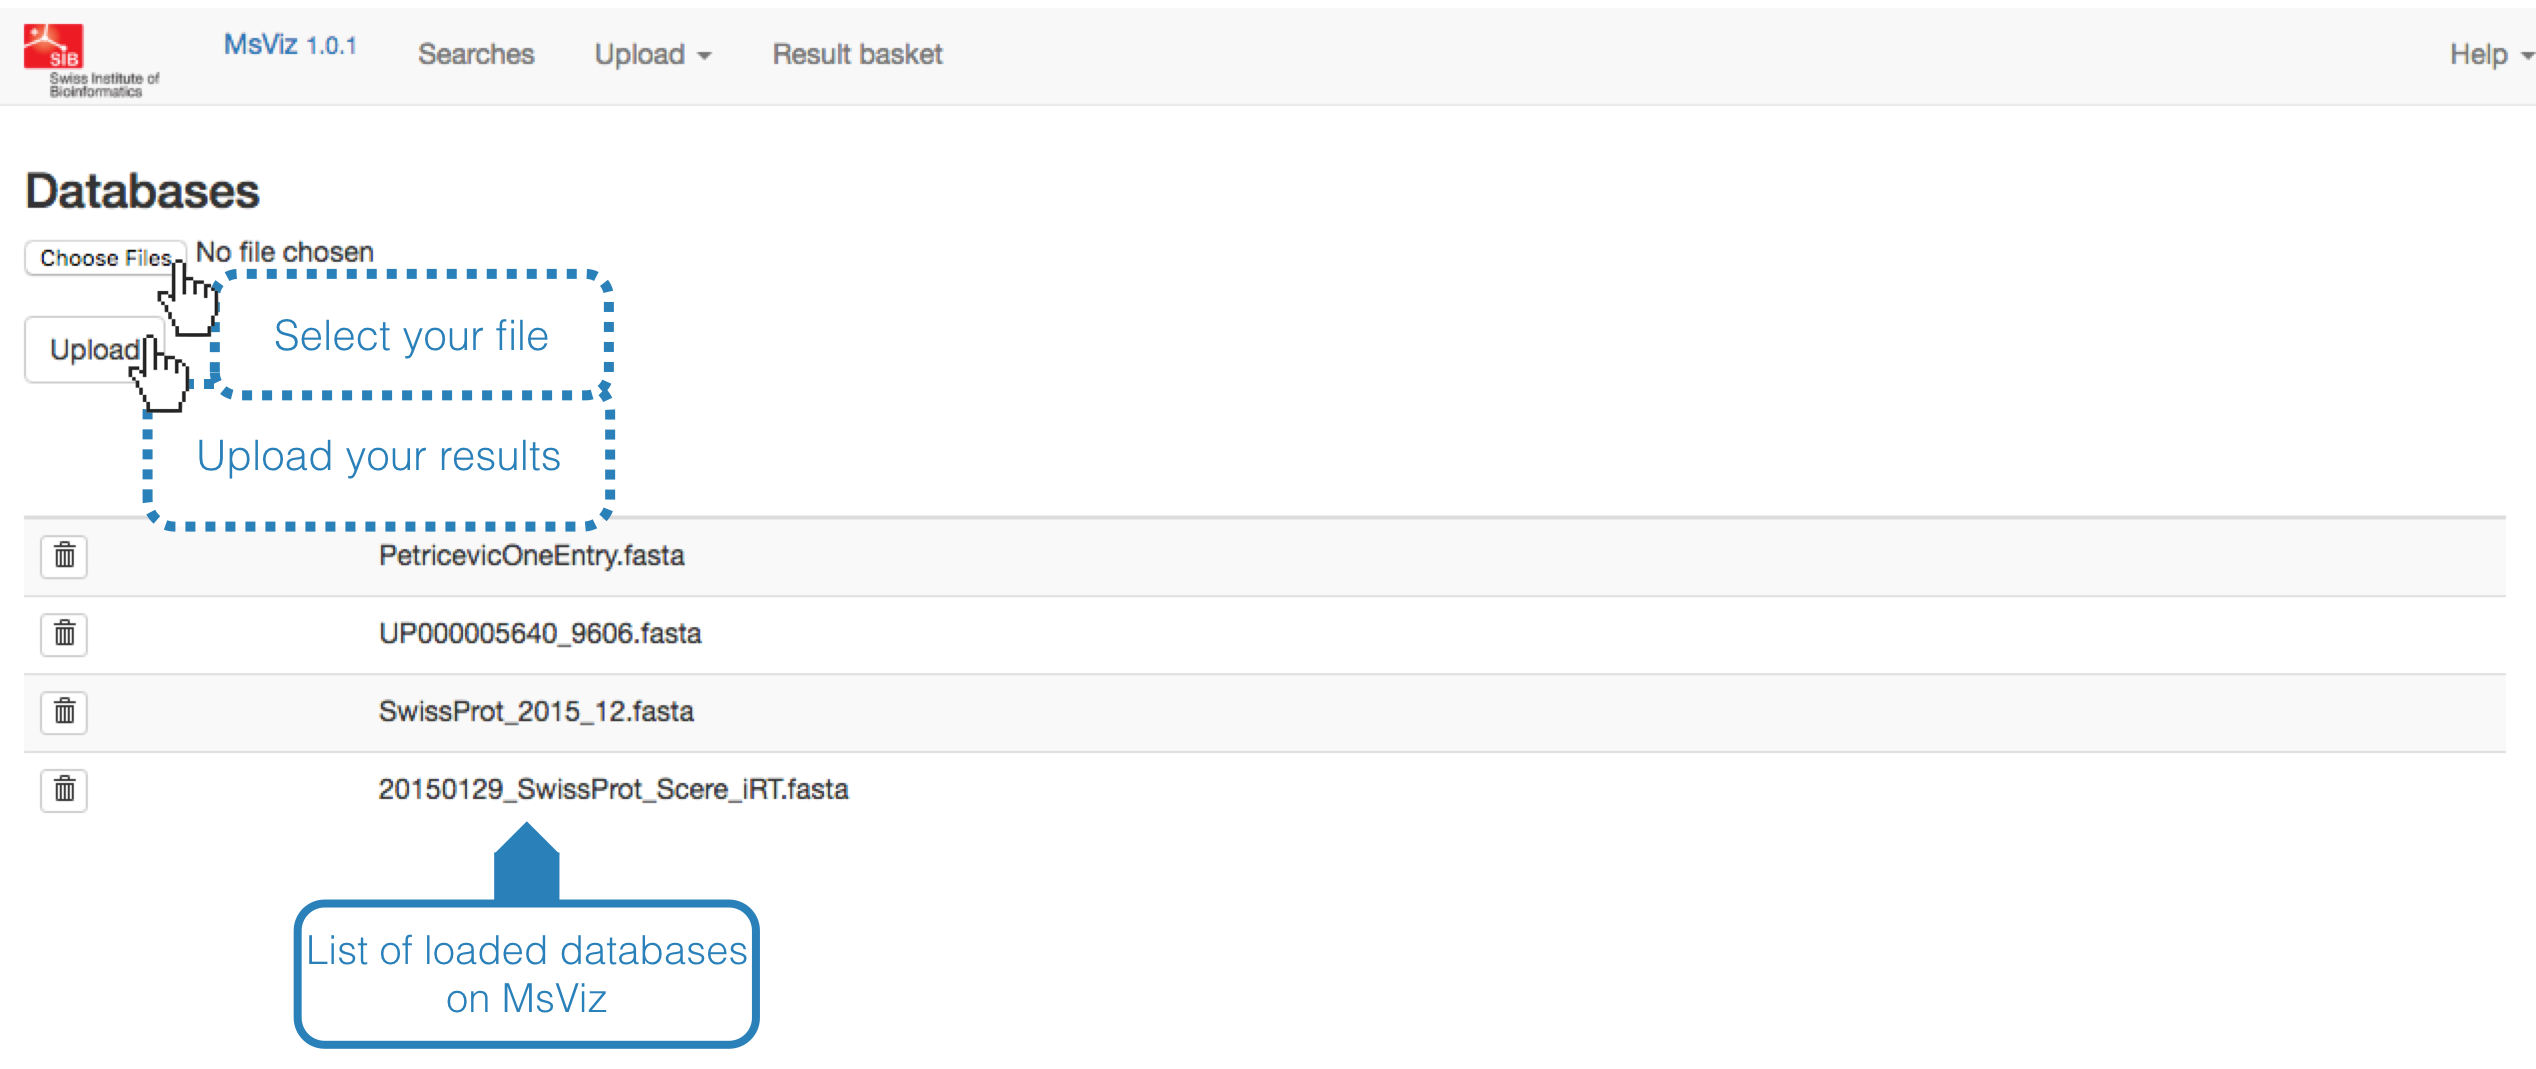 SIB
Swiss Institute of
Bioinformatics
MsViz 1.0.1
Searches
Upload
Result basket
Help
Databases
Choose Files
No file chosen
Select your file
Upload
Upload your results
PetricevicOneEntry.fasta
UP000005640_9606.fasta
SwissProt_2015_12.fasta
20150129_SwissProt_Scere_iRT.fasta
List of loaded databases
on MsViz